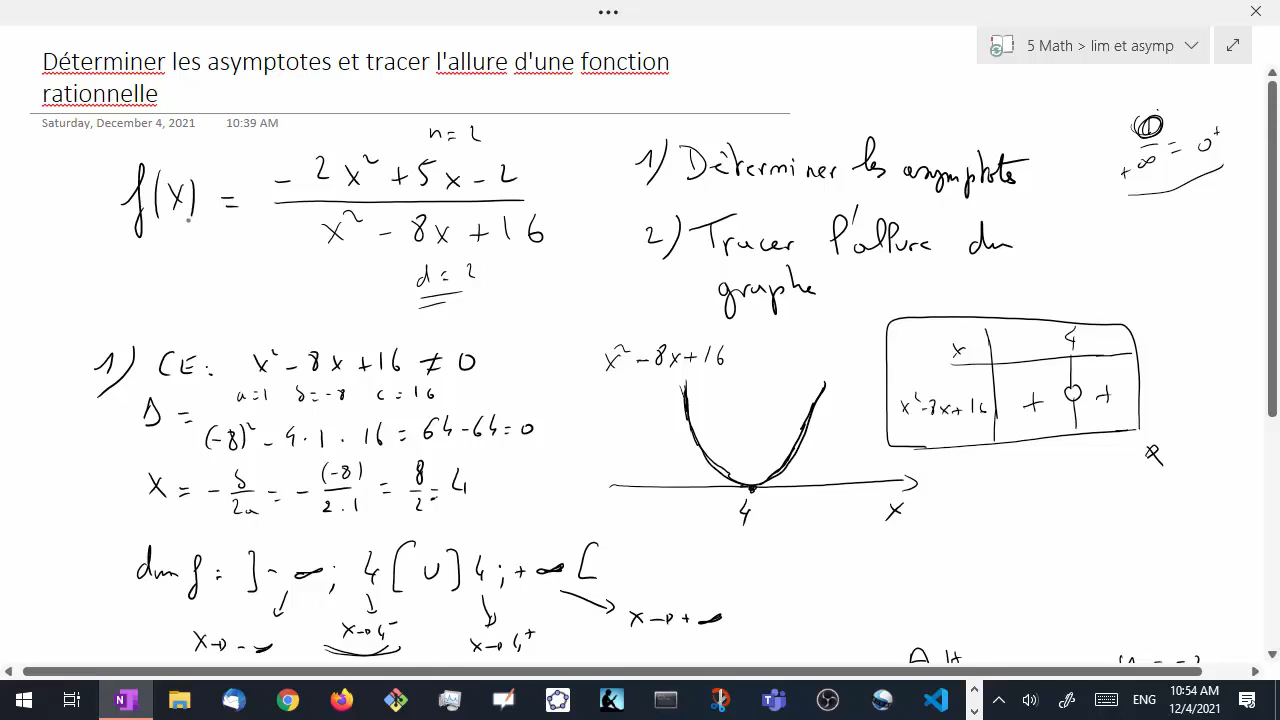 5 Math > lim et asymp
Déterminer les asymptotes et tracer l'allure d'une fonction
rationnelle
Saturday, December 4, 2021 10:39 AM
n = 2
f(x) = (-2x² + 5x - 2) / (x² - 8x + 16)
d = 2
1) Déterminer les asymptotes
2) Tracer l'allure du
graphe
+∞ = 0⁺
1) CE: x² - 8x + 16 ≠ 0
a=1 b=-8 c=16
Δ =
(-8)² - 4·1·16 = 64 - 64 = 0
x = -b/2a = -(-8)/2·1 = 8/2 = 4
x² - 8x + 16
4
x
x 4
x² - 8x + 16 + 0 +
dom f = ]-∞; 4[ ∪ ]4; +∞[
x→-∞ x→4⁻ x→4⁺ x→+∞
ENG
10:54 AM
12/4/2021